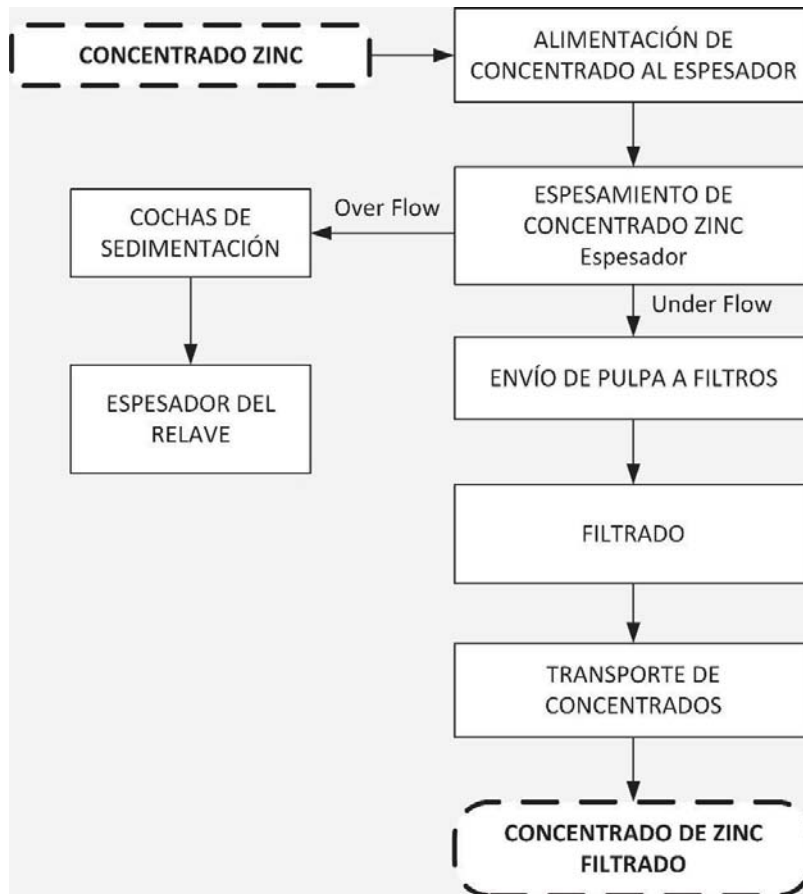 CONCENTRADO ZINC
ALIMENTACIÓN DE
CONCENTRADO AL ESPESADOR
ESPESAMIENTO DE
CONCENTRADO ZINC
Espesador
Over Flow
COCHAS DE
SEDIMENTACIÓN
ESPESADOR DEL
RELAVE
Under Flow
ENVÍO DE PULPA A FILTROS
FILTRADO
TRANSPORTE DE
CONCENTRADOS
CONCENTRADO DE ZINC
FILTRADO